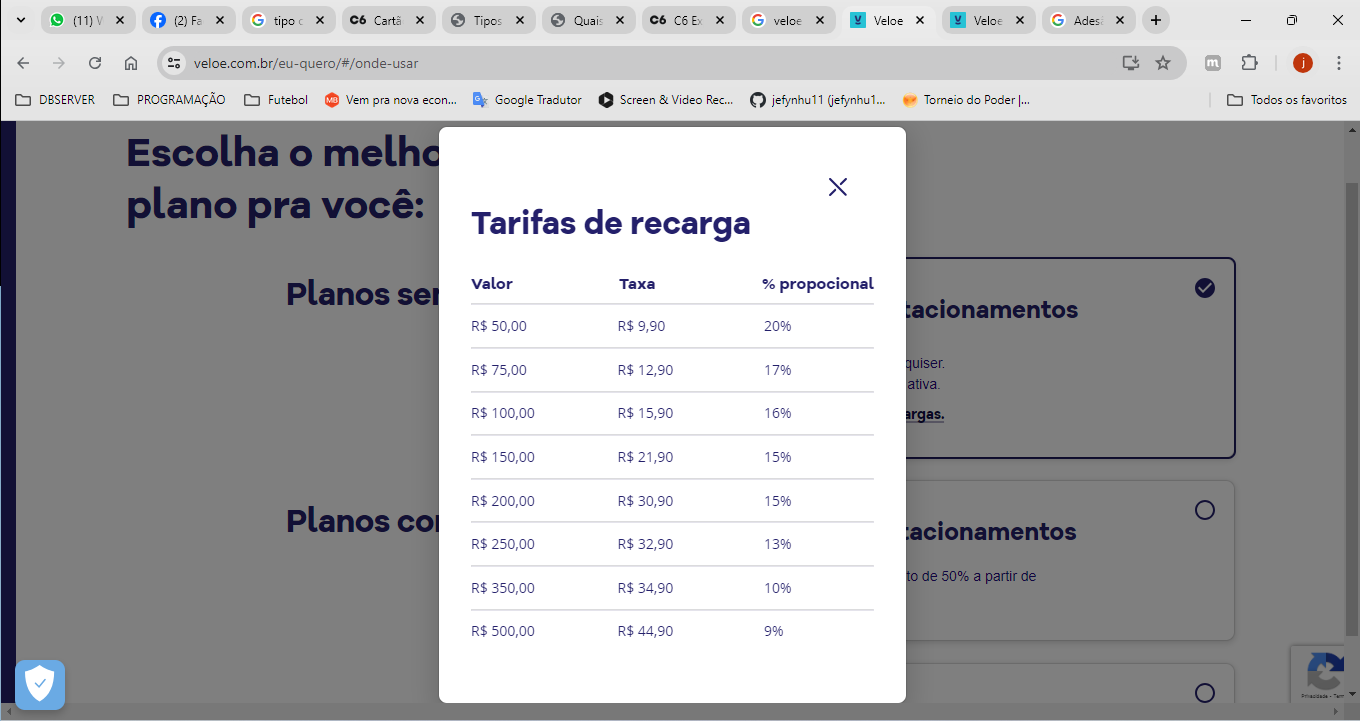 (11) V
(2) Fa
tipo c
C6 Cartã
Tipos
Quais
C6 C6 Ex
veloe
Veloe
Veloe
Adesi
veloe.com.br/eu-quero/#/onde-usar
m
j
DBSERVER
PROGRAMAÇÃO
Futebol
MB
Vem pra nova econ...
Google Tradutor
Screen & Video Rec...
jefynhu11 (jefynhu1...
Torneio do Poder |...
Todos os favoritos
Escolha o melho
plano pra você:
Planos ser
Planos cor
Tarifas de recarga
Valor Taxa % propocional
R$ 50,00 R$ 9,90 20%
R$ 75,00 R$ 12,90 17%
R$ 100,00 R$ 15,90 16%
R$ 150,00 R$ 21,90 15%
R$ 200,00 R$ 30,90 15%
R$ 250,00 R$ 32,90 13%
R$ 350,00 R$ 34,90 10%
R$ 500,00 R$ 44,90 9%
tacionamentos
quiser.
ativa.
argas.
tacionamentos
to de 50% a partir de
Privacidade - Term